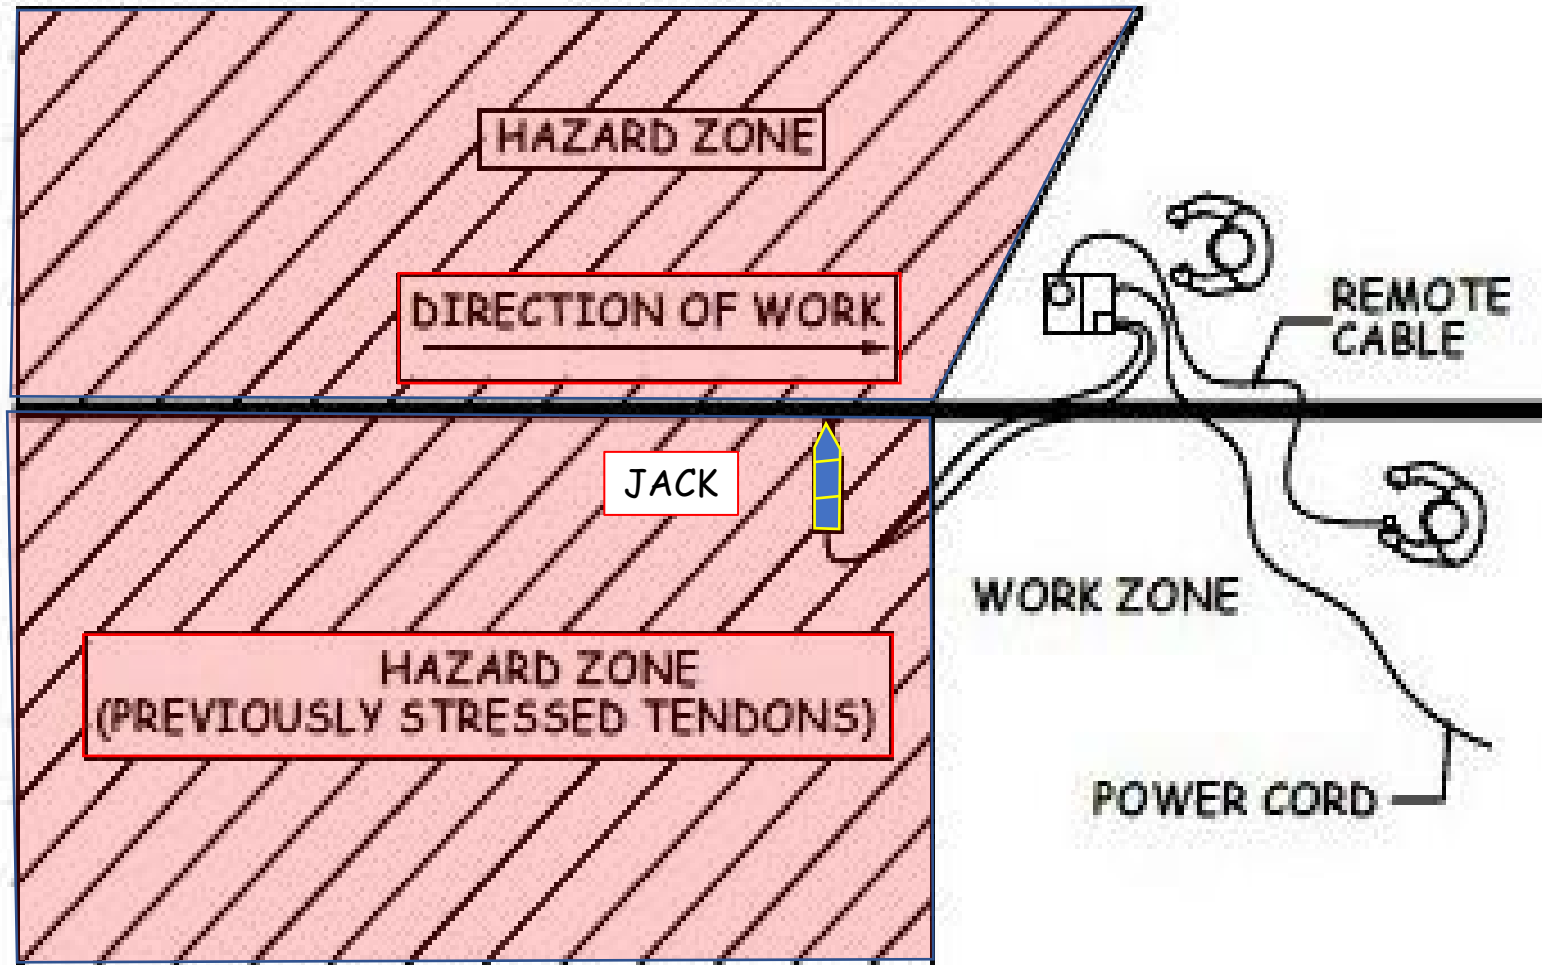 HAZARD ZONE
DIRECTION OF WORK
REMOTE
CABLE
JACK
WORK ZONE
HAZARD ZONE
(PREVIOUSLY STRESSED TENDONS)
POWER CORD